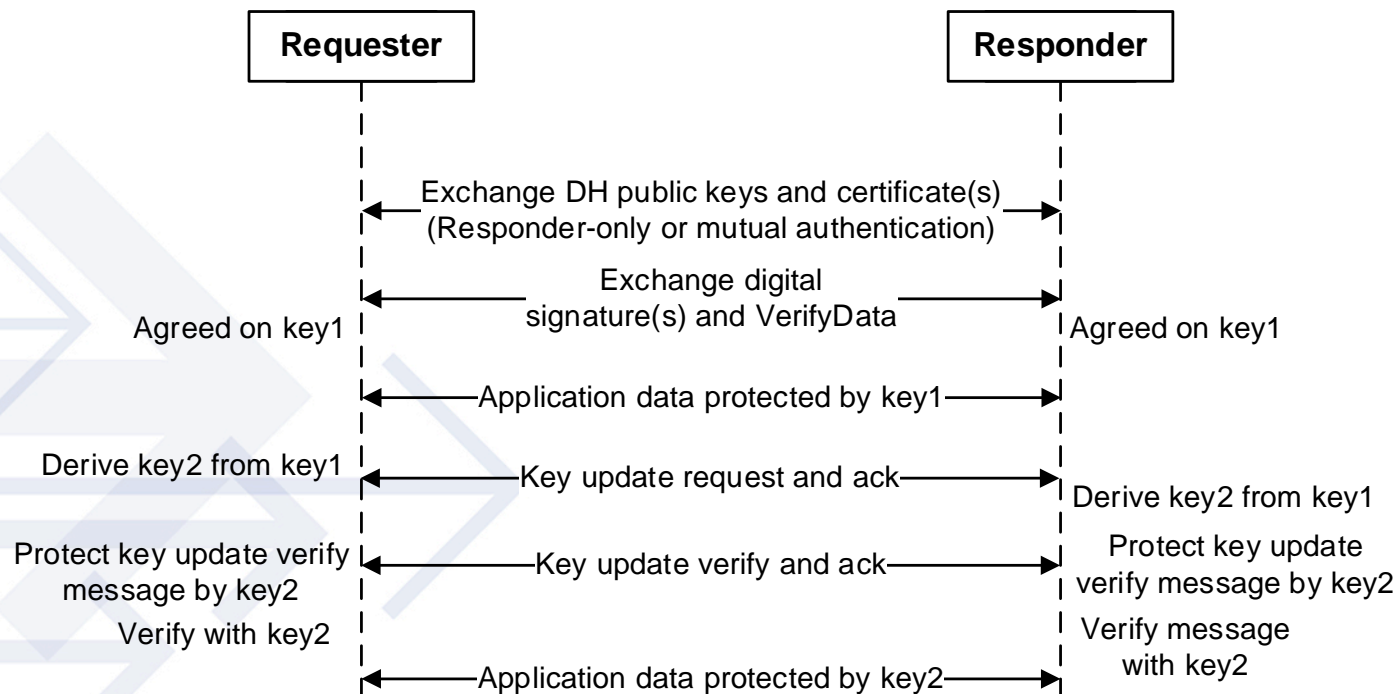 Requester
Responder
Exchange DH public keys and certificate(s)
(Responder-only or mutual authentication)
Exchange digital
signature(s) and VerifyData
Agreed on key1
Agreed on key1
Application data protected by key1
Derive key2 from key1
Key update request and ack
Derive key2 from key1
Protect key update verify
message by key2
Key update verify and ack
Protect key update
verify message by key2
Verify with key2
Verify message
with key2
Application data protected by key2